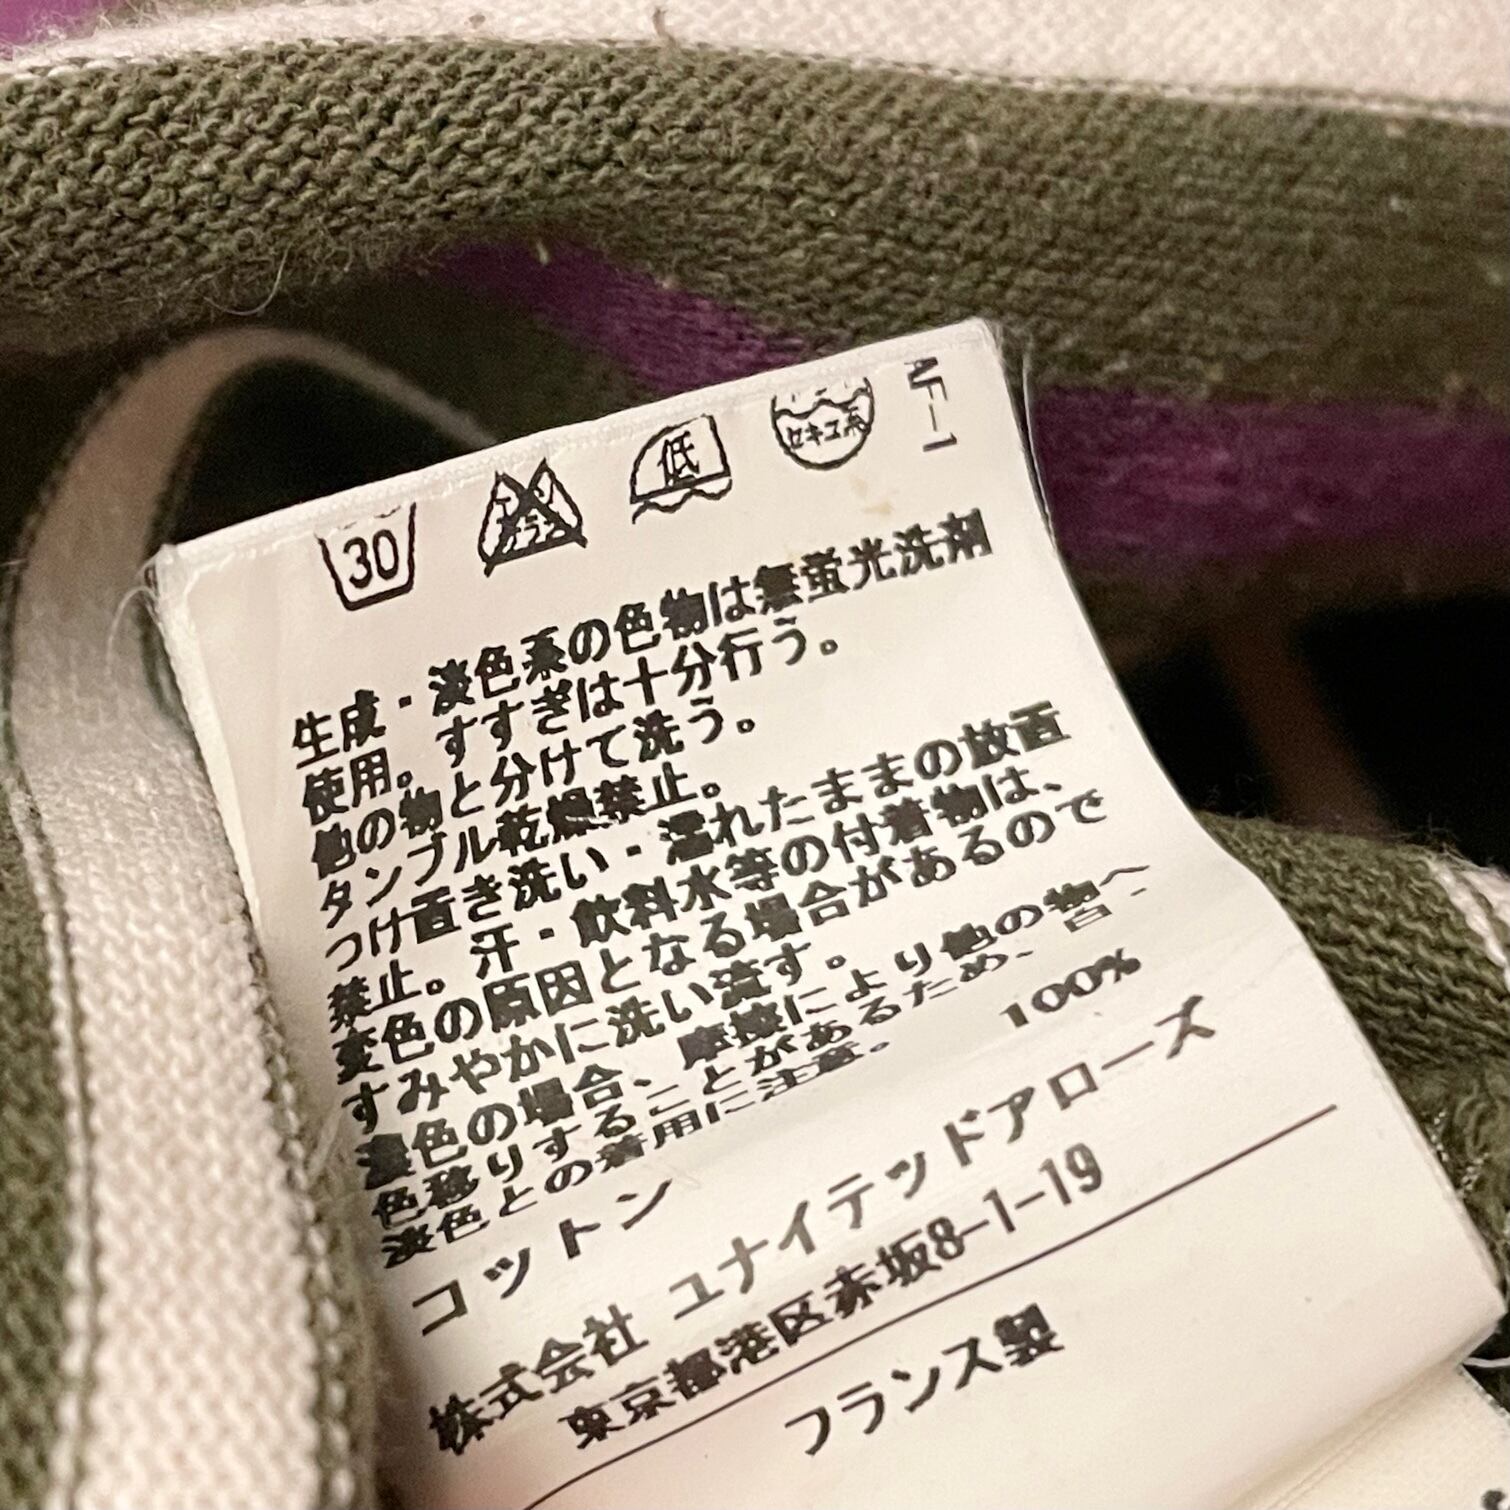 30
エンソ
サラシ
低
セキユ系
AF-1
生成・淡色系の色物は無蛍光洗剤
使用。すすぎは十分行う。
他の物と分けて洗う。
タンブル乾燥禁止。
つけ置き洗い・濡れたままの放置
禁止。汗・飲料水等の付着物は、
変色の原因となる場合があるので
すみやかに洗い流す。
濃色の場合、摩擦により他の物へ
色移りすることがあるため、白・
淡色との着用に注意。
コットン 100%
株式会社 ユナイテッドアローズ
東京都港区赤坂8-1-19
フランス製